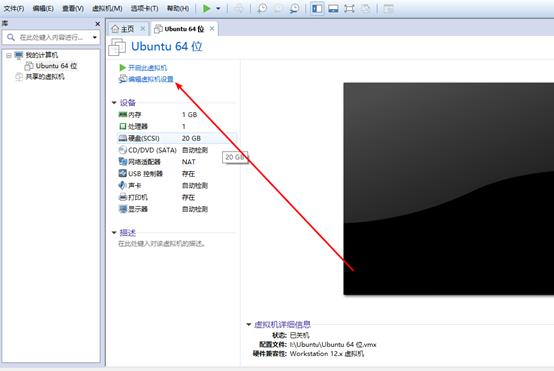 文件(F) 编辑(E) 查看(V) 虚拟机(M) 选项卡(T) 帮助(H)
库
在此处键入内容进行...
我的计算机
Ubuntu 64 位
共享的虚拟机
主页
Ubuntu 64 位
Ubuntu 64 位
开启此虚拟机
编辑虚拟机设置
设备
内存 1 GB
处理器 1
硬盘(SCSI) 20 GB
CD/DVD (SATA) 自动检测
20 GB
网络适配器 NAT
USB 控制器 存在
声卡 自动检测
打印机 存在
显示器 自动检测
描述
在此处键入对该虚拟机的描述。
虚拟机详细信息
状态: 已关机
配置文件: I:\Ubuntu\Ubuntu 64 位.vmx
硬件兼容性: Workstation 12.x 虚拟机